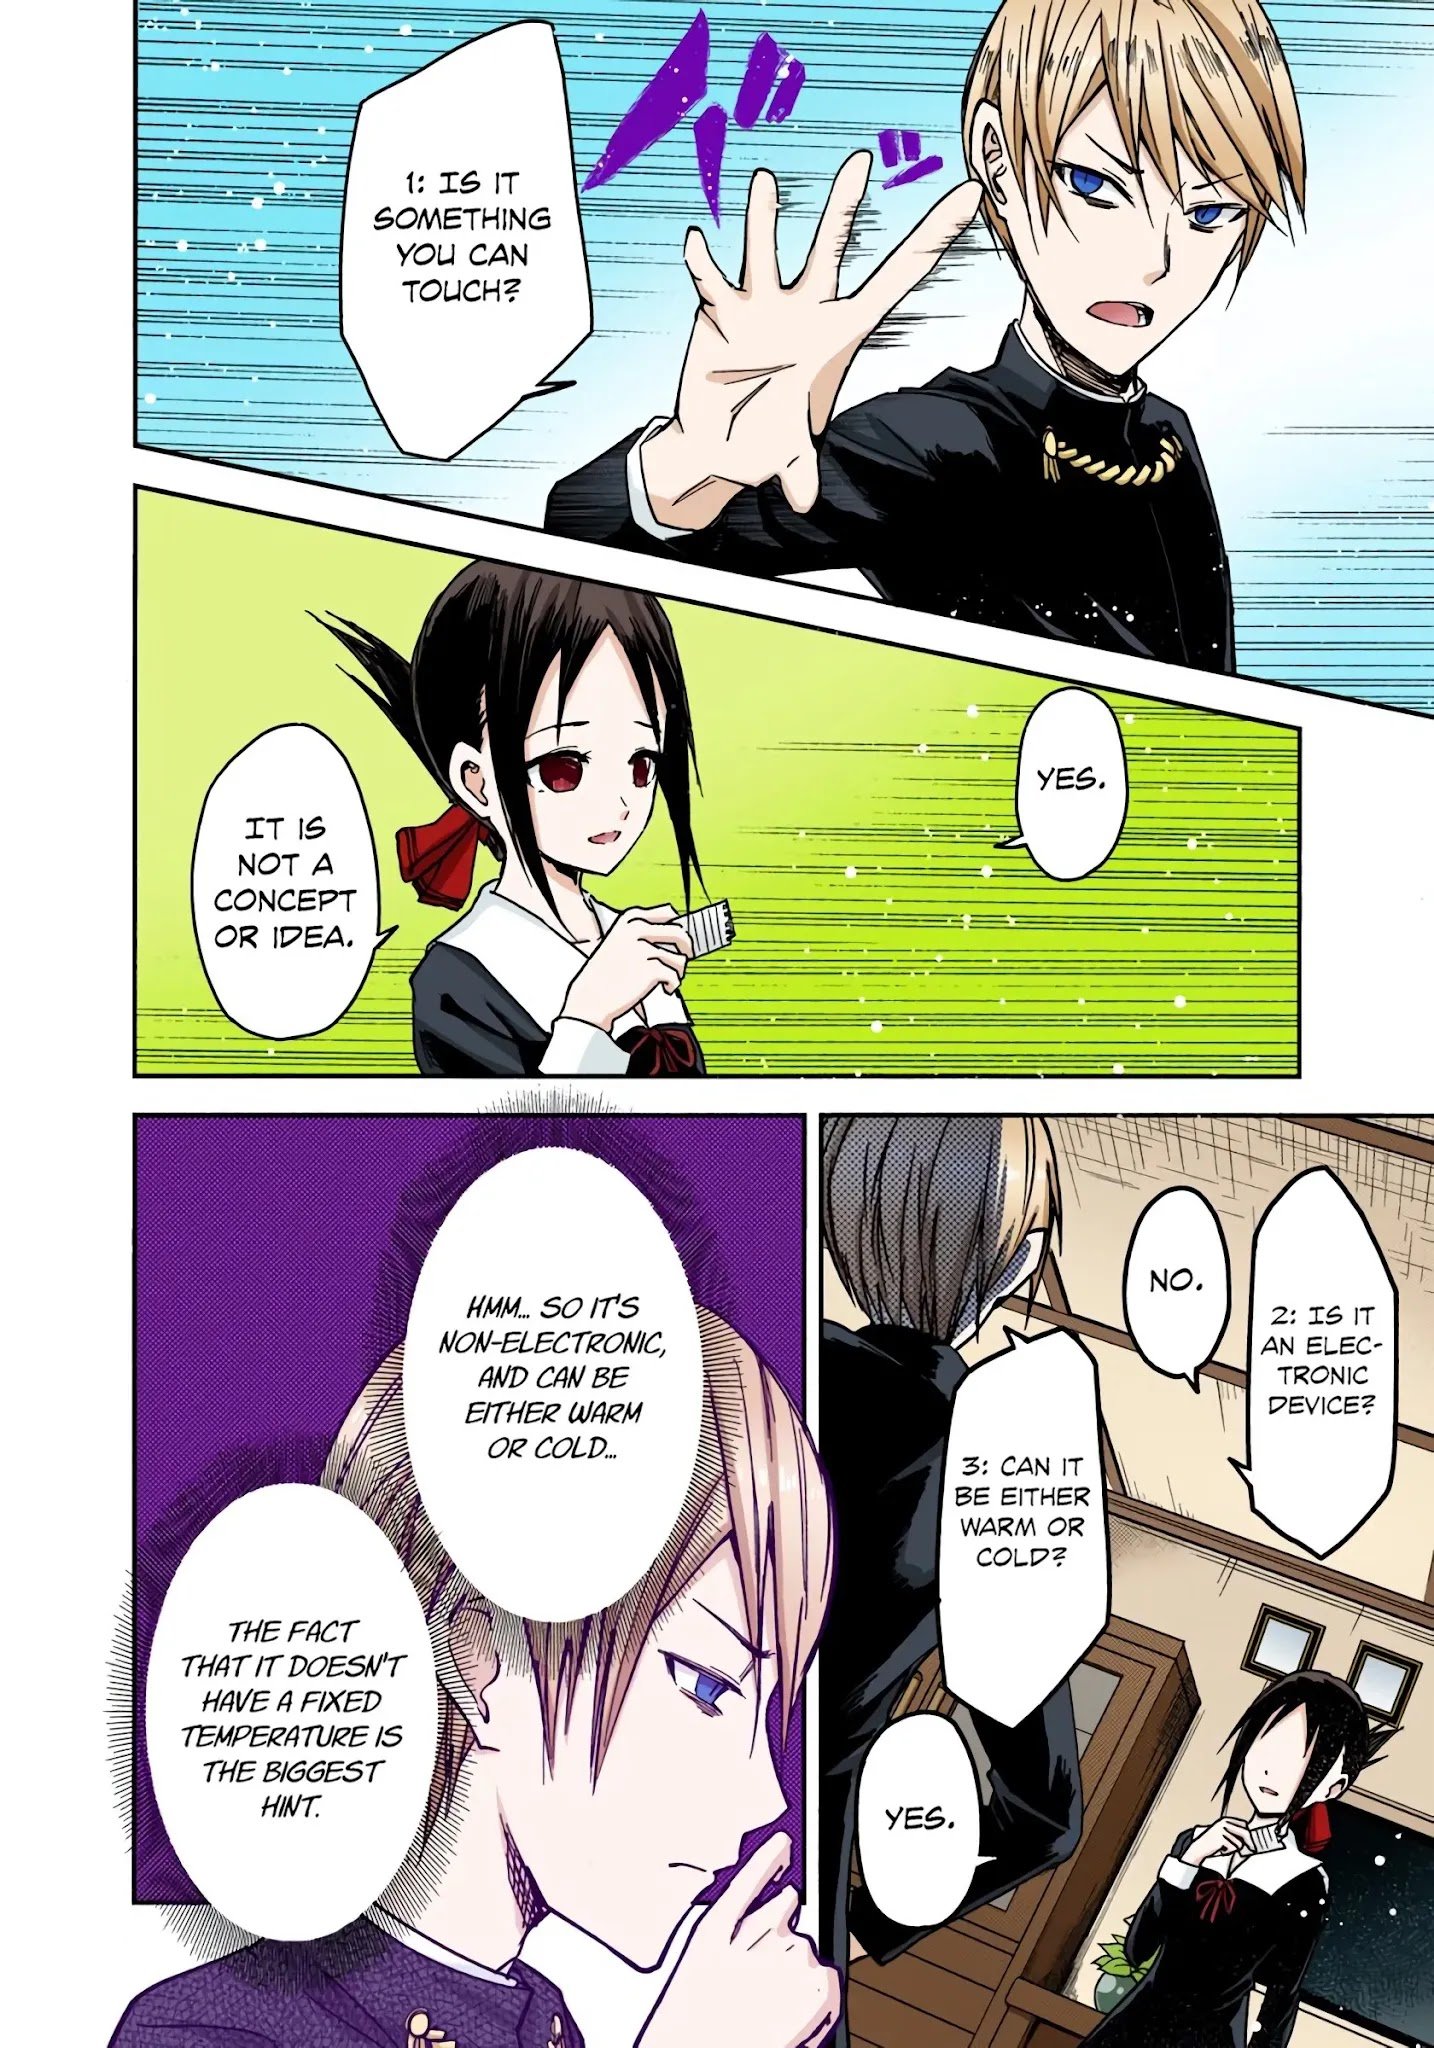 バッ
1: IS IT
SOMETHING
YOU CAN
TOUCH?
YES.
IT IS
NOT A
CONCEPT
OR IDEA.
2: IS IT
AN ELEC-
TRONIC
DEVICE?
NO.
3: CAN IT
BE EITHER
WARM OR
COLD?
YES.
HMM... SO IT'S
NON-ELECTRONIC,
AND CAN BE
EITHER WARM
OR COLD...
THE FACT
THAT IT DOESN'T
HAVE A FIXED
TEMPERATURE IS
THE BIGGEST
HINT.